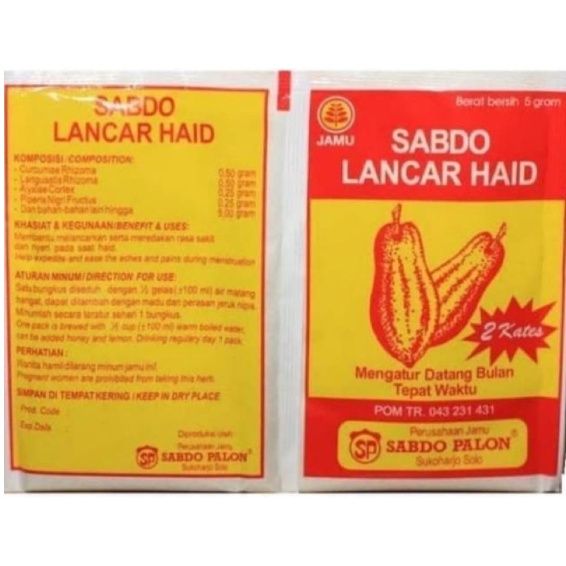 SABDO
LANCAR HAID
KOMPOSISI/COMPOSITION:
- Curcumae Rhizoma 0,50 gram
- Languastis Rhizoma 0,50 gram
- Alyxiae Cortex 0,25 gram
- Piperis Nigri Fructus 0,25 gram
- Dan bahan-bahan lain hingga 5,00 gram
KHASIAT & KEGUNAAN/BENEFIT & USES:
Membantu melancarkan serta meredakan rasa sakit
dan nyeri pada saat haid.
Help expedite and ease the aches and pains during menstruation
ATURAN MINUM/DIRECTION FOR USE:
Satu bungkus diseduh dengan ½ gelas(±100 ml) air matang
hangat, dapat ditambah dengan madu dan perasan jeruk nipis.
Minumlah secara teratur sehari 1 bungkus.
One pack is brewed with ½ cup (±100 ml) warm boiled water,
can be added honey and lemon. Drinking regulery day 1 pack.
PERHATIAN :
Wanita hamil dilarang minum jamu ini.
Pregnant women are prohibited from taking this herb.
SIMPAN DI TEMPAT KERING / KEEP IN DRY PLACE
Prod. Code
Exp. Date
Diproduksi oleh:
Perusahaan Jamu
SP SABDO PALON®
Sukoharjo Solo
Berat bersih 5 gram
JAMU
SABDO
LANCAR HAID
2 Kates
Mengatur Datang Bulan
Tepat Waktu
POM TR. 043 231 431
Perusahaan Jamu
SP SABDO PALON®
Sukoharjo Solo